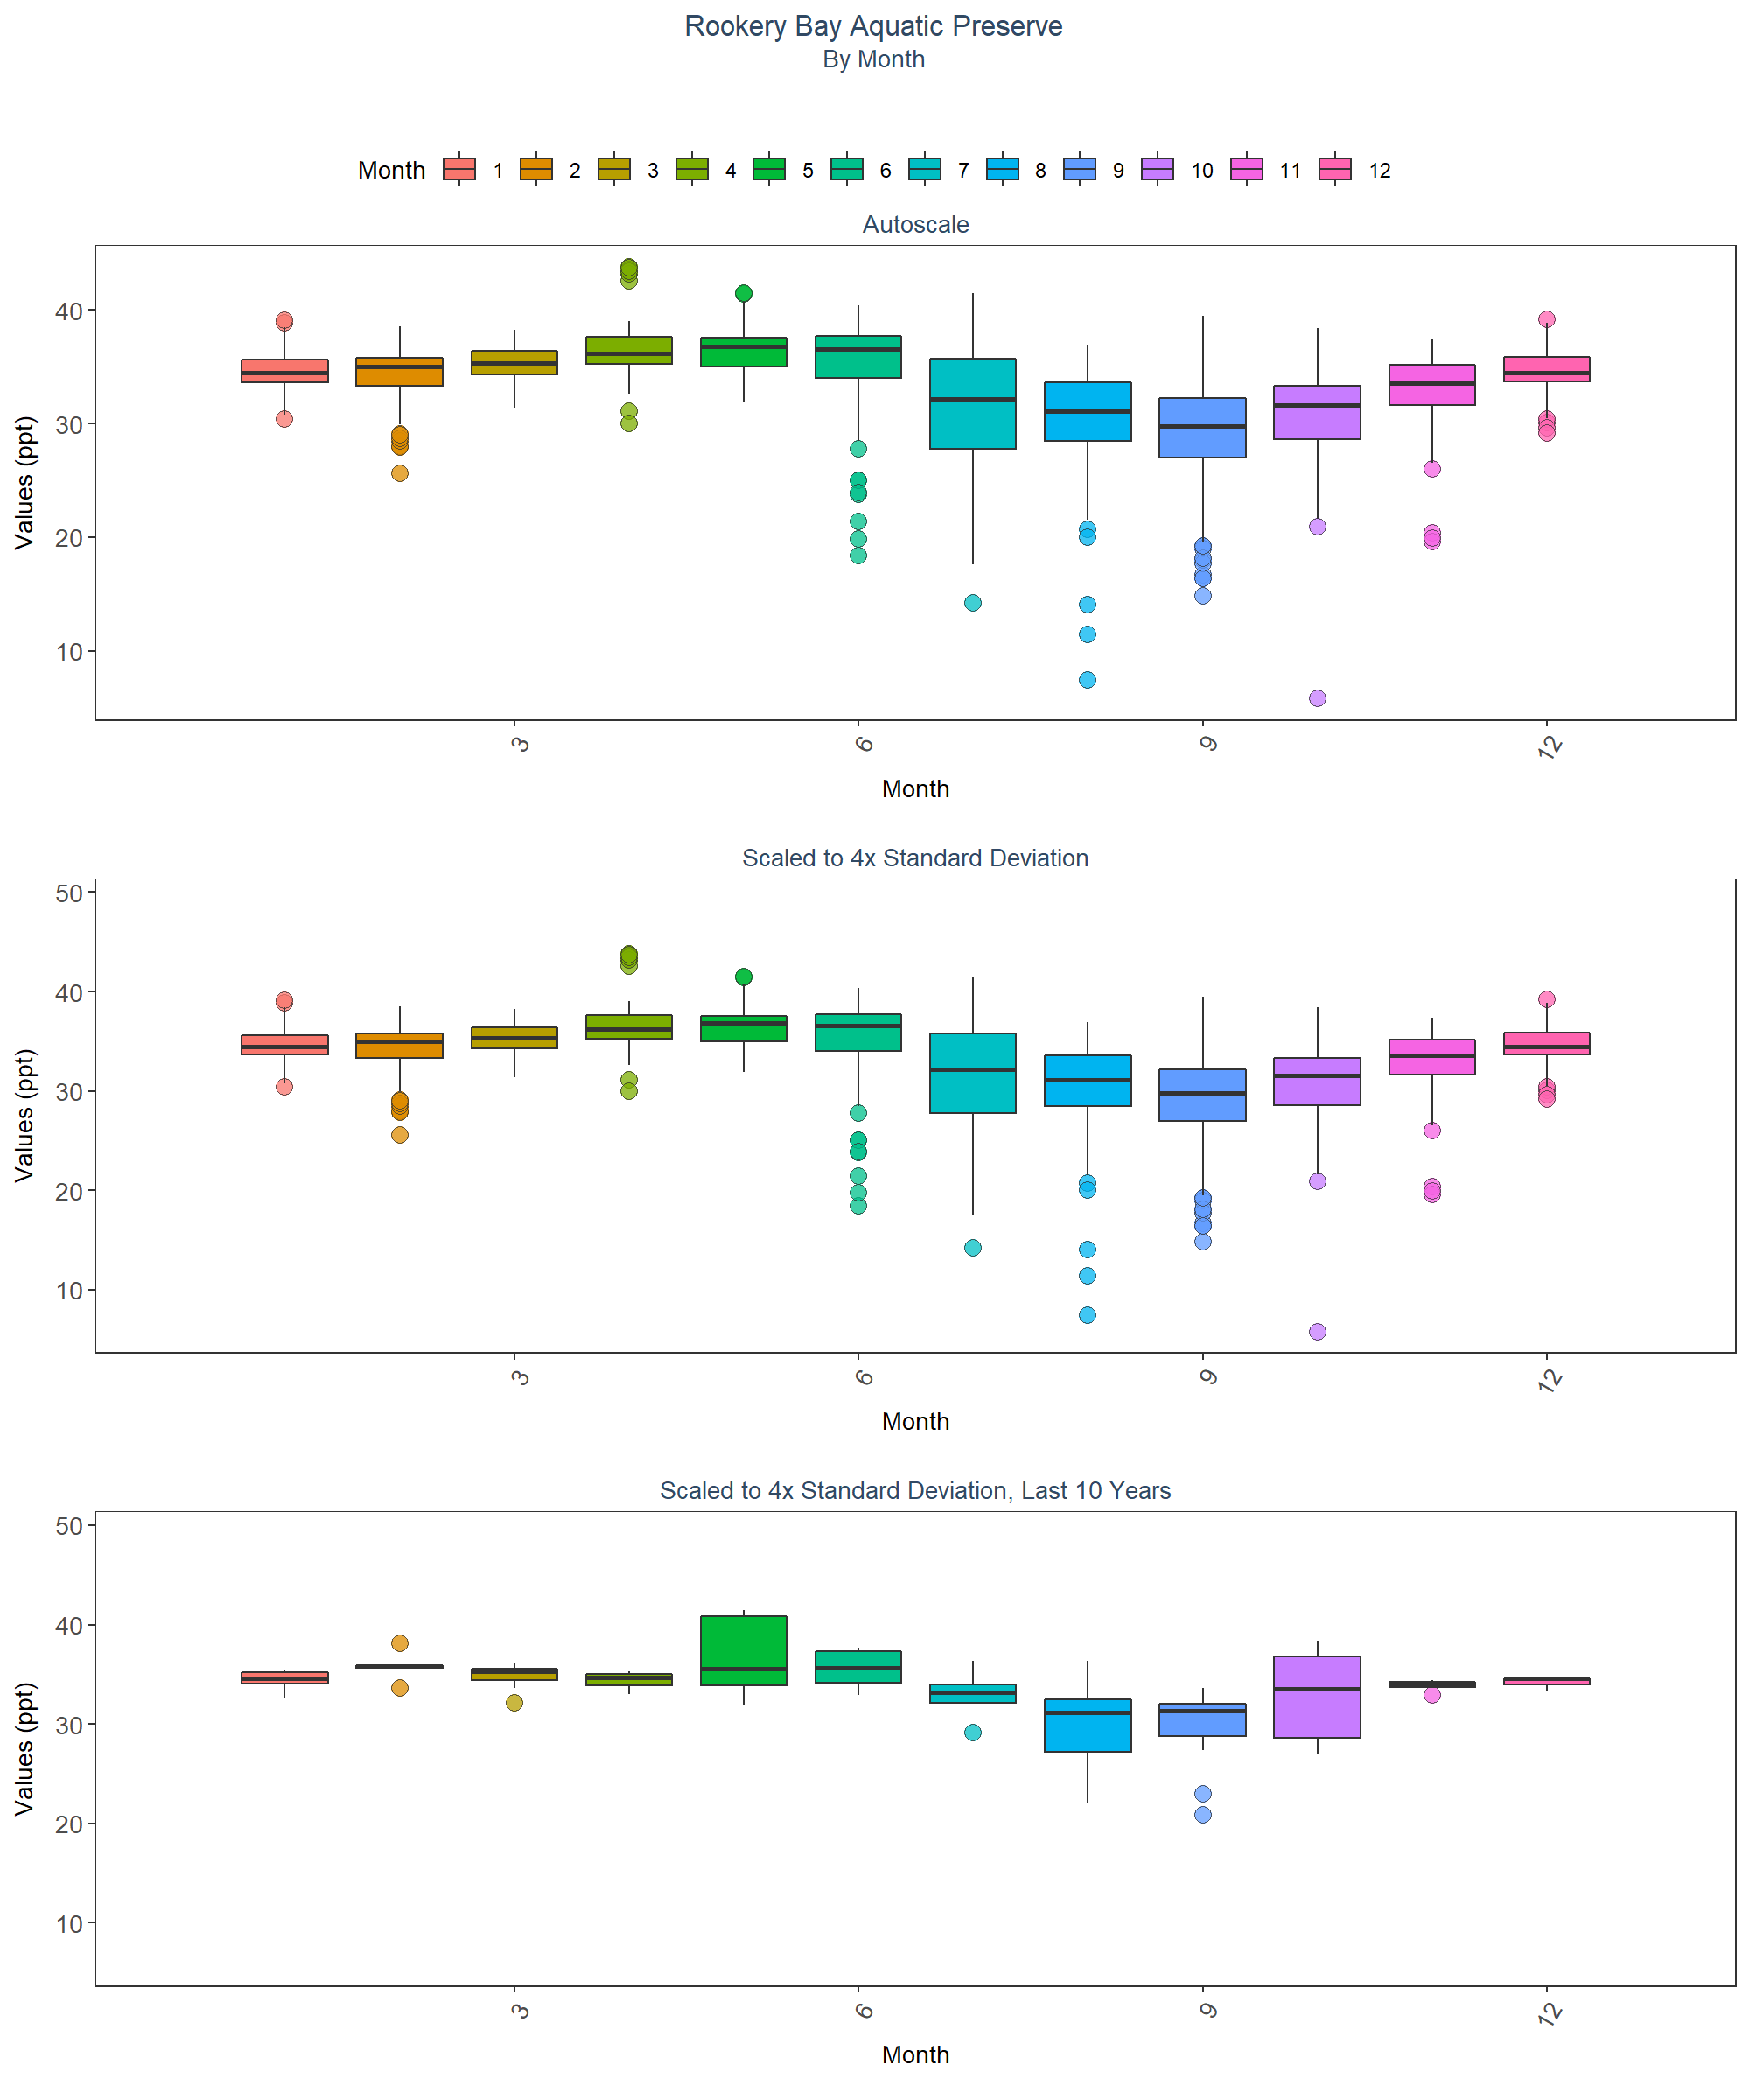 Rookery Bay Aquatic Preserve
By Month
Month 1 2 3 4 5 6 7 8 9 10 11 12
Autoscale
Values (ppt)
40
30
20
10
3 6 9 12
Month
Scaled to 4x Standard Deviation
Values (ppt)
50
40
30
20
10
3 6 9 12
Month
Scaled to 4x Standard Deviation, Last 10 Years
Values (ppt)
50
40
30
20
10
3 6 9 12
Month